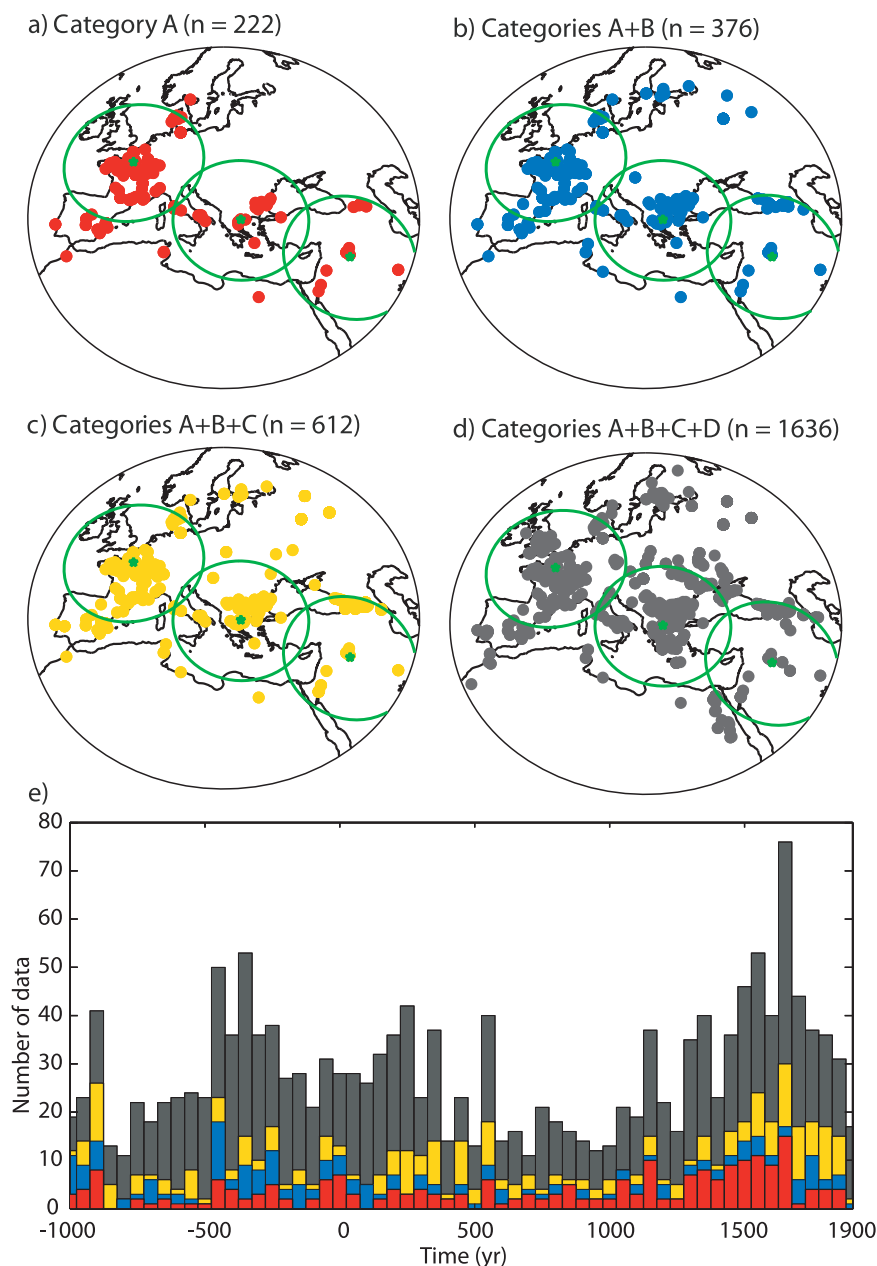 a) Category A (n = 222)
b) Categories A+B (n = 376)
c) Categories A+B+C (n = 612)
d) Categories A+B+C+D (n = 1636)
e)
80
70
60
50
40
30
20
10
0
Number of data
-1000 -500 0 500 1000 1500 1900
Time (yr)